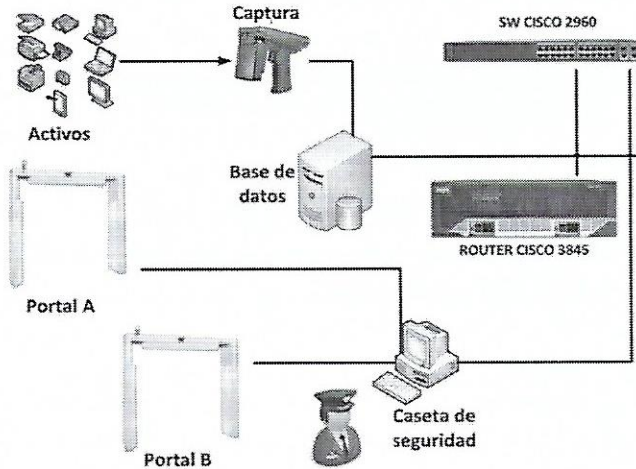 Captura
SW CISCO 2960
Activos
Base de
datos
ROUTER CISCO 3845
Portal A
Caseta de
seguridad
Portal B